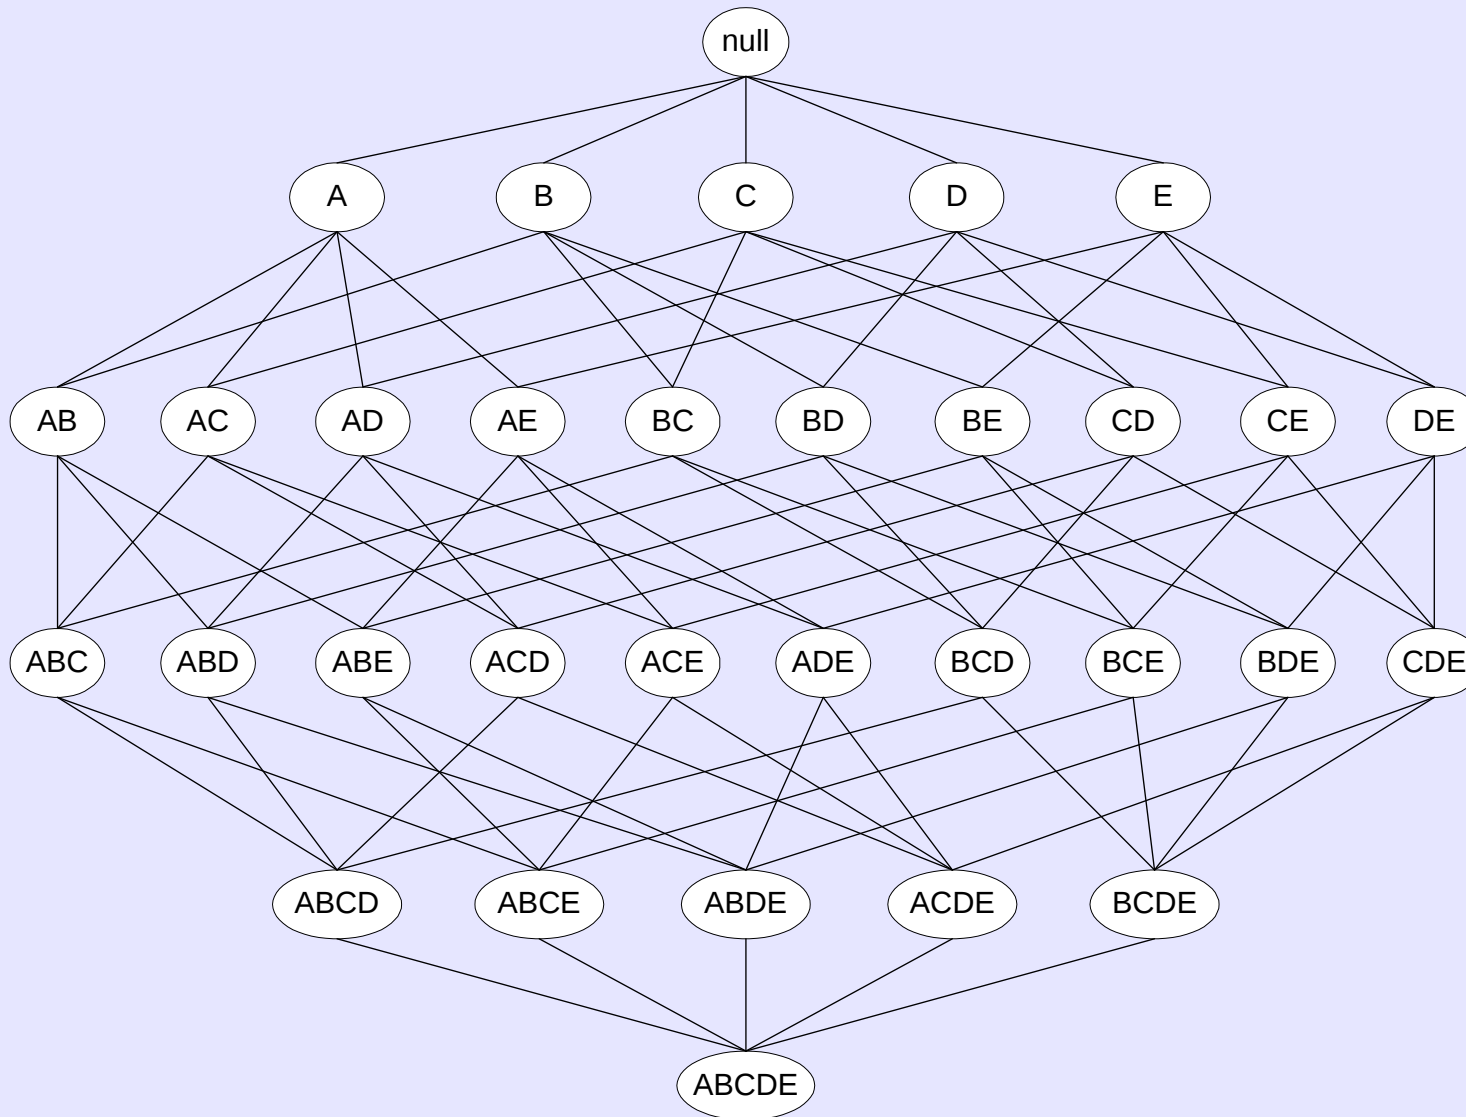 null
A B C D E
AB AC AD AE BC BD BE CD CE DE
ABC ABD ABE ACD ACE ADE BCD BCE BDE CDE
ABCD ABCE ABDE ACDE BCDE
ABCDE